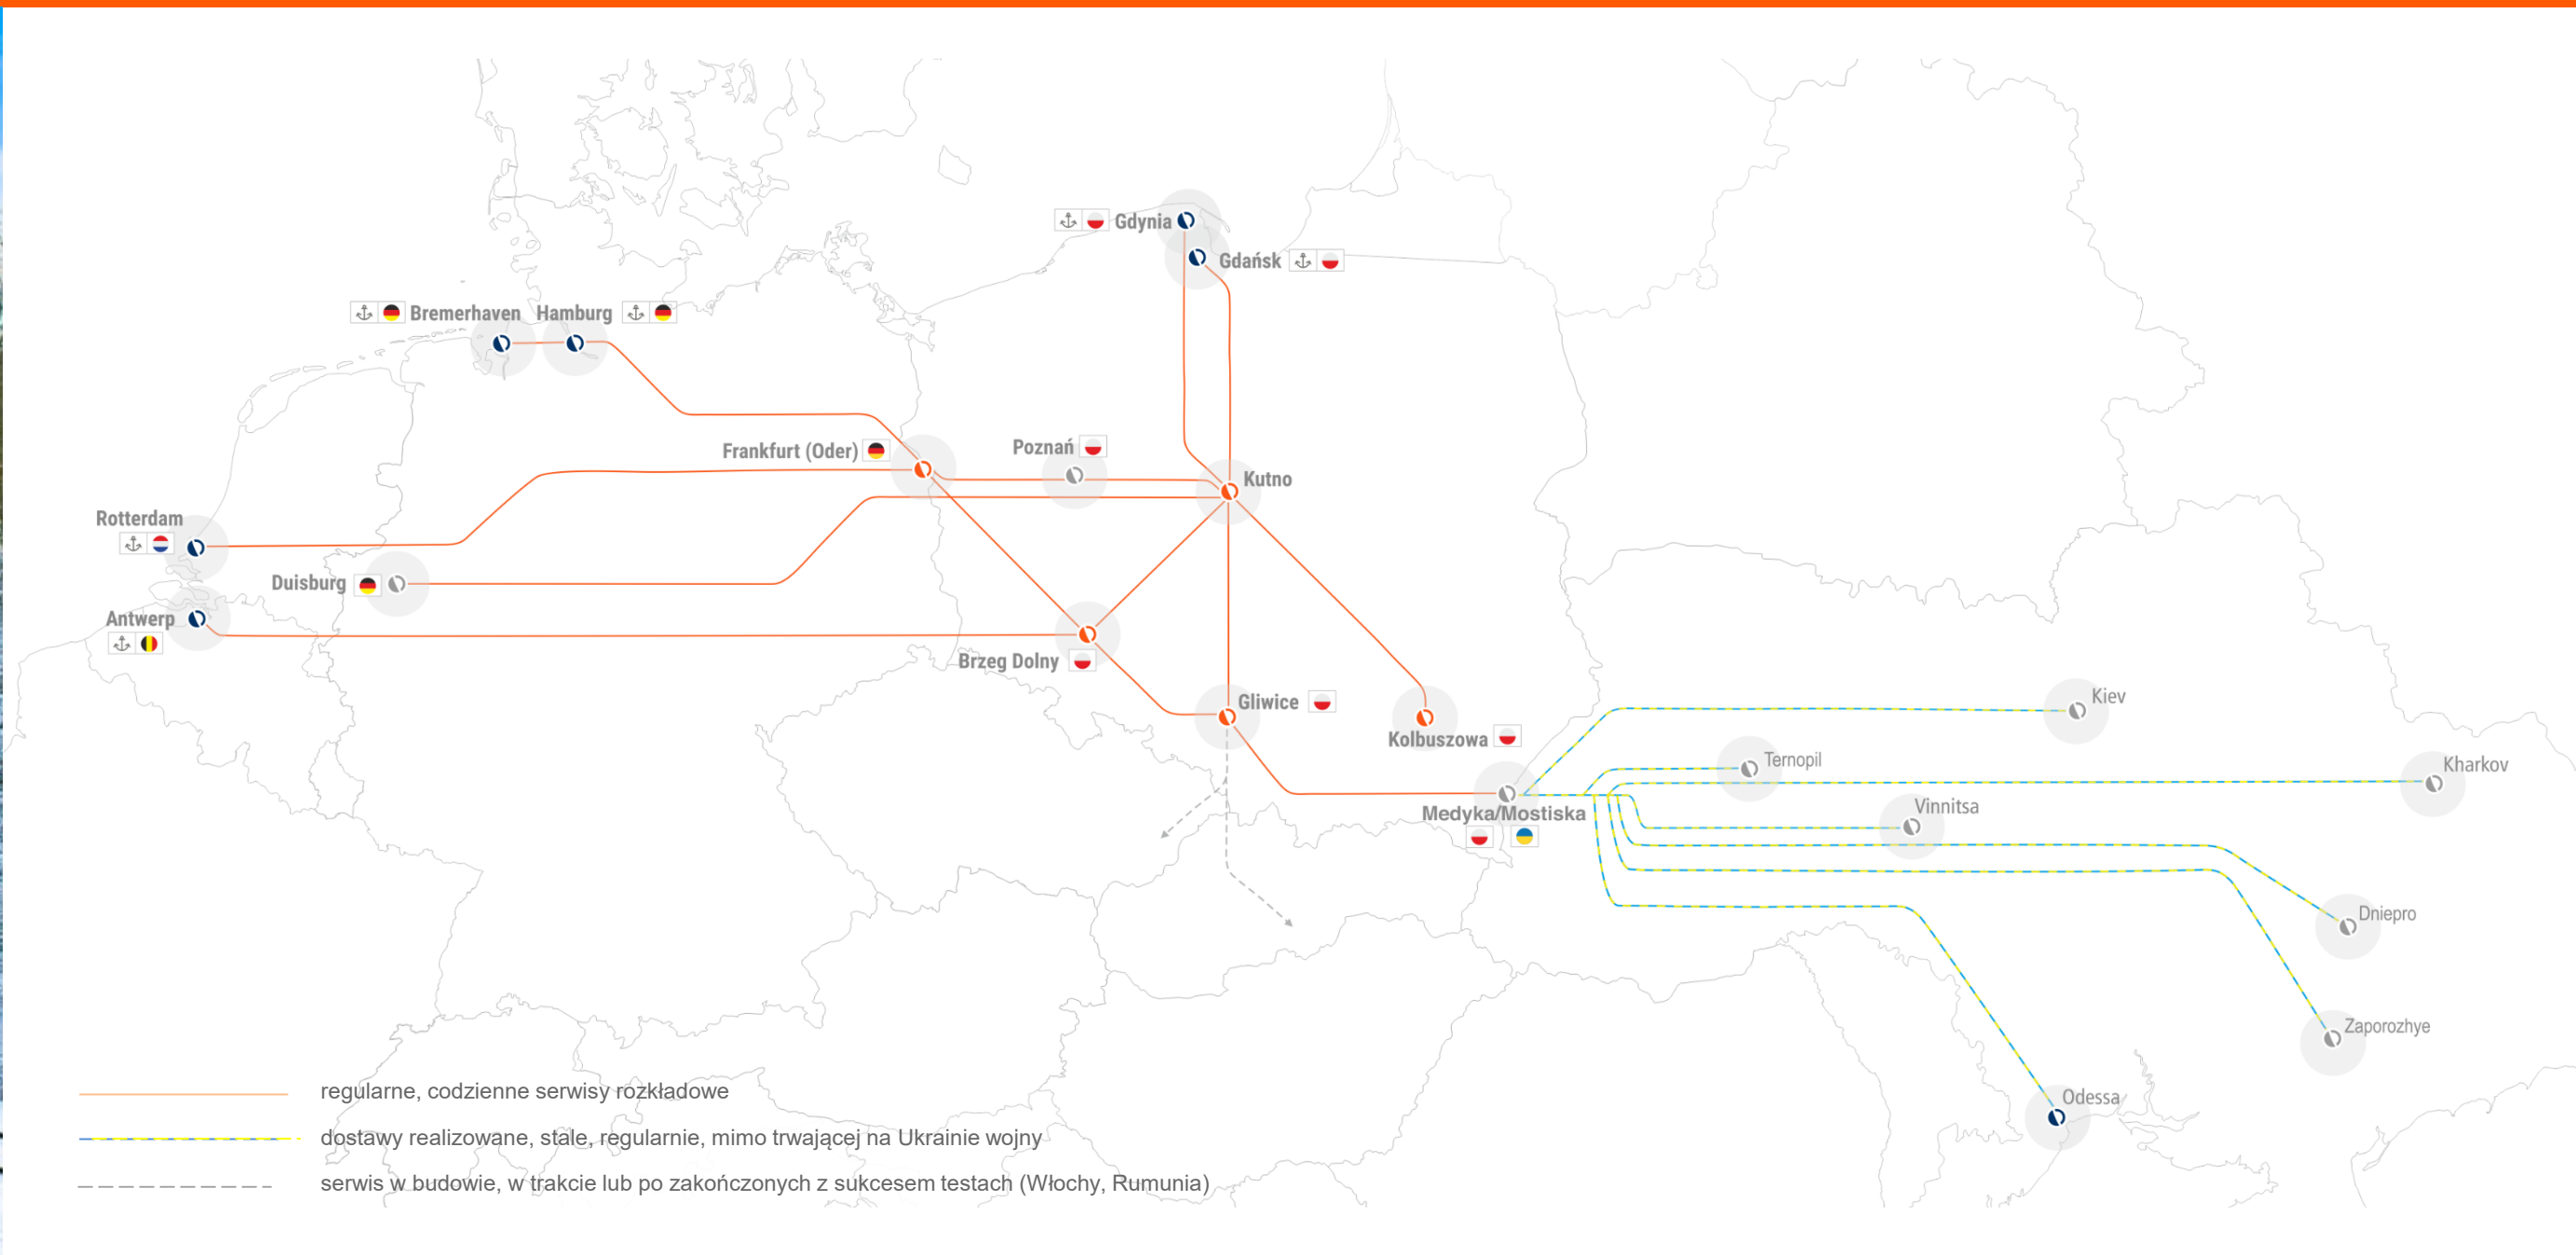 Gdynia
Gdańsk
Bremerhaven
Hamburg
Frankfurt (Oder)
Poznań
Kutno
Rotterdam
Duisburg
Antwerp
Brzeg Dolny
Gliwice
Kolbuszowa
Kiev
Ternopil
Kharkov
Vinnitsa
Medyka/Mostiska
Dniepro
Zaporozhye
Odessa
regularne, codzienne serwisy rozkładowe
dostawy realizowane, stale, regularnie, mimo trwającej na Ukrainie wojny
serwis w budowie, w trakcie lub po zakończonych z sukcesem testach (Włochy, Rumunia)